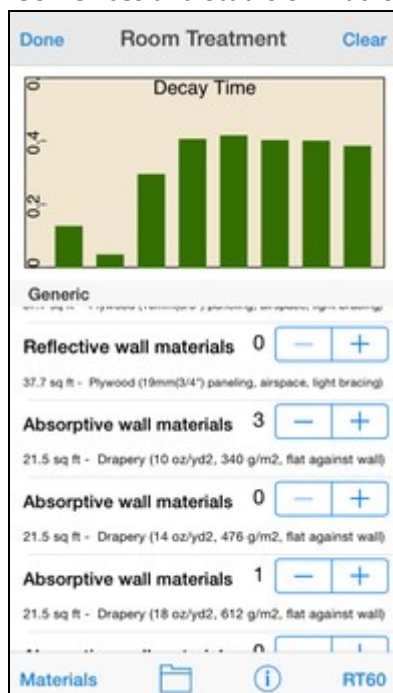 Done Room Treatment Clear
Decay Time
0.
0.4
0.2
0
Generic
Reflective wall materials 0 − +
37.7 sq ft - Plywood (19mm(3/4") paneling, airspace, light bracing)
Absorptive wall materials 3 − +
21.5 sq ft - Drapery (10 oz/yd2, 340 g/m2, flat against wall)
Absorptive wall materials 0 − +
21.5 sq ft - Drapery (14 oz/yd2, 476 g/m2, flat against wall)
Absorptive wall materials 1 − +
21.5 sq ft - Drapery (18 oz/yd2, 612 g/m2, flat against wall)
Materials RT60